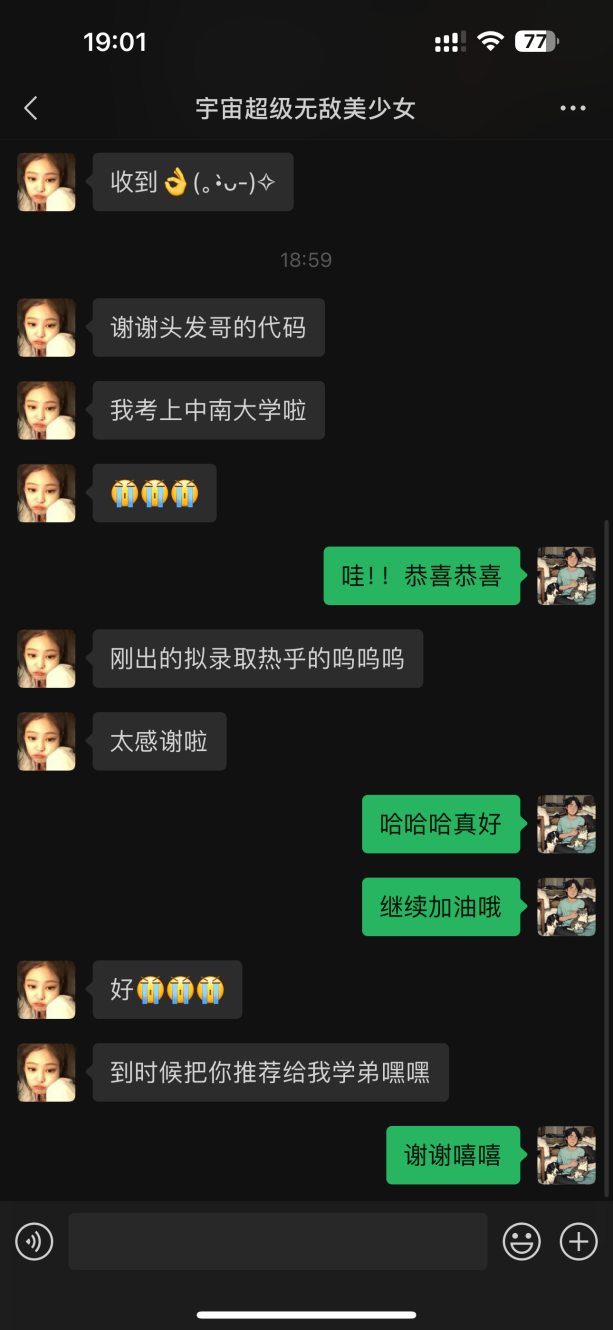 19:01
77
宇宙超级无敌美少女
收到👌(｡•̀ᴗ-)✧
18:59
谢谢头发哥的代码
我考上中南大学啦
😭😭😭
哇!! 恭喜恭喜
刚出的拟录取热乎的呜呜呜
太感谢啦
哈哈哈真好
继续加油哦
好😭😭😭
到时候把你推荐给我学弟嘿嘿
谢谢嘻嘻